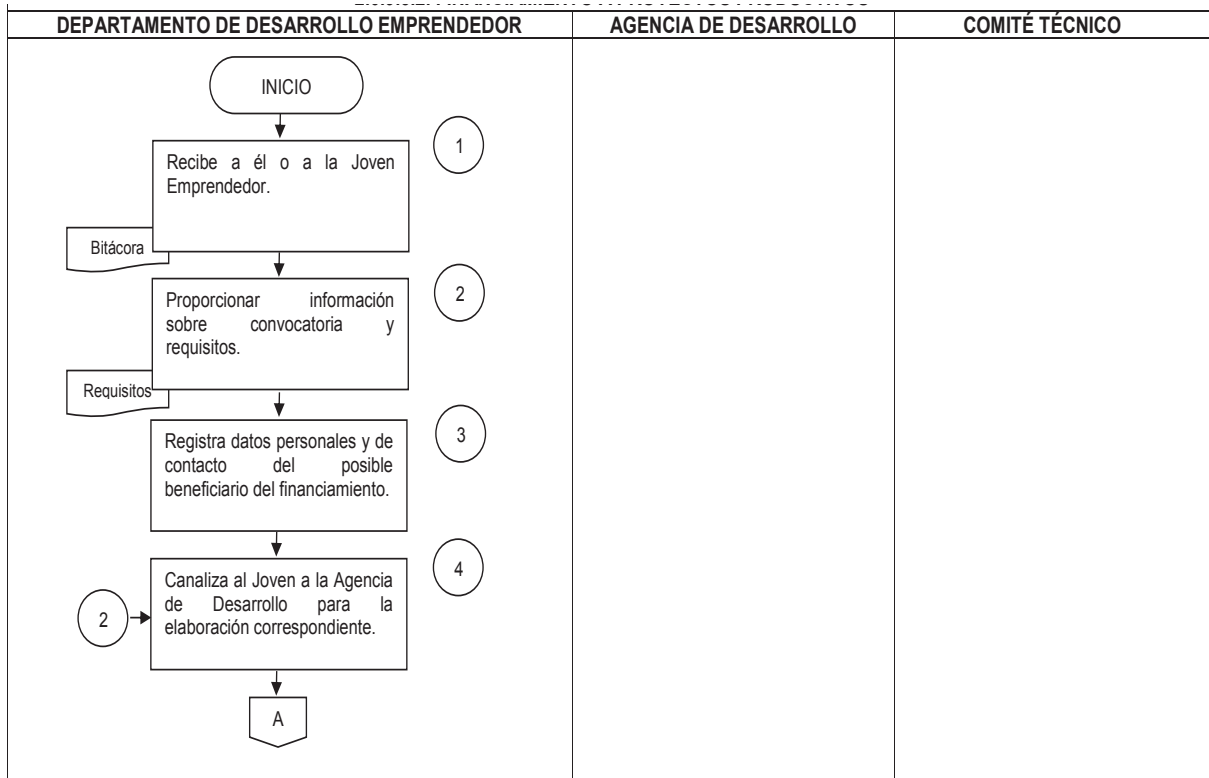 DEPARTAMENTO DE DESARROLLO EMPRENDEDOR AGENCIA DE DESARROLLO COMITÉ TÉCNICO
INICIO
1
Recibe a él o a la Joven
Emprendedor.
Bitácora
2
Proporcionar información
sobre convocatoria y
requisitos.
Requisitos
3
Registra datos personales y de
contacto del posible
beneficiario del financiamiento.
4
Canaliza al Joven a la Agencia
de Desarrollo para la
elaboración correspondiente.
2
A